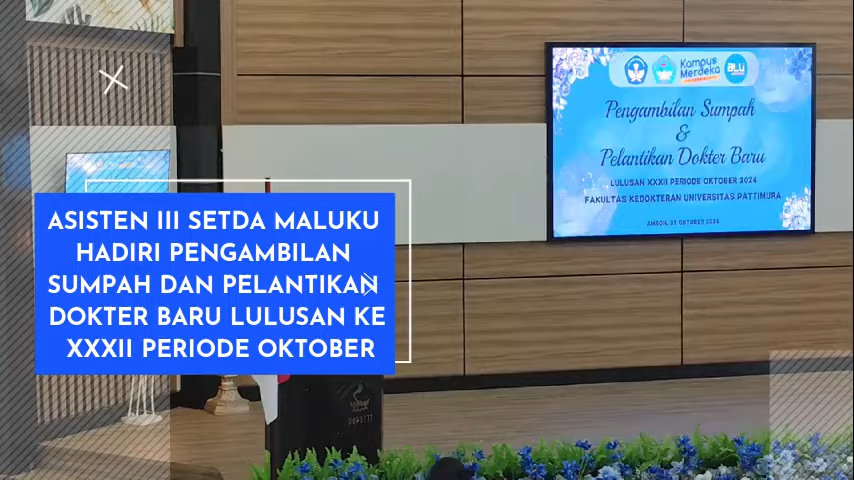 ASISTEN III SETDA MALUKU
HADIRI PENGAMBILAN
SUMPAH DAN PELANTIKAN
DOKTER BARU LULUSAN KE
XXXII PERIODE OKTOBER
Kampus
Merdeka
BLU
Pengambilan Sumpah
&
Pelantikan Dokter Baru
LULUSAN XXXII PERIODE OKTOBER 2024
FAKULTAS KEDOKTERAN UNIVERSITAS PATTIMURA
AMBON, 31 OKTOBER 2024